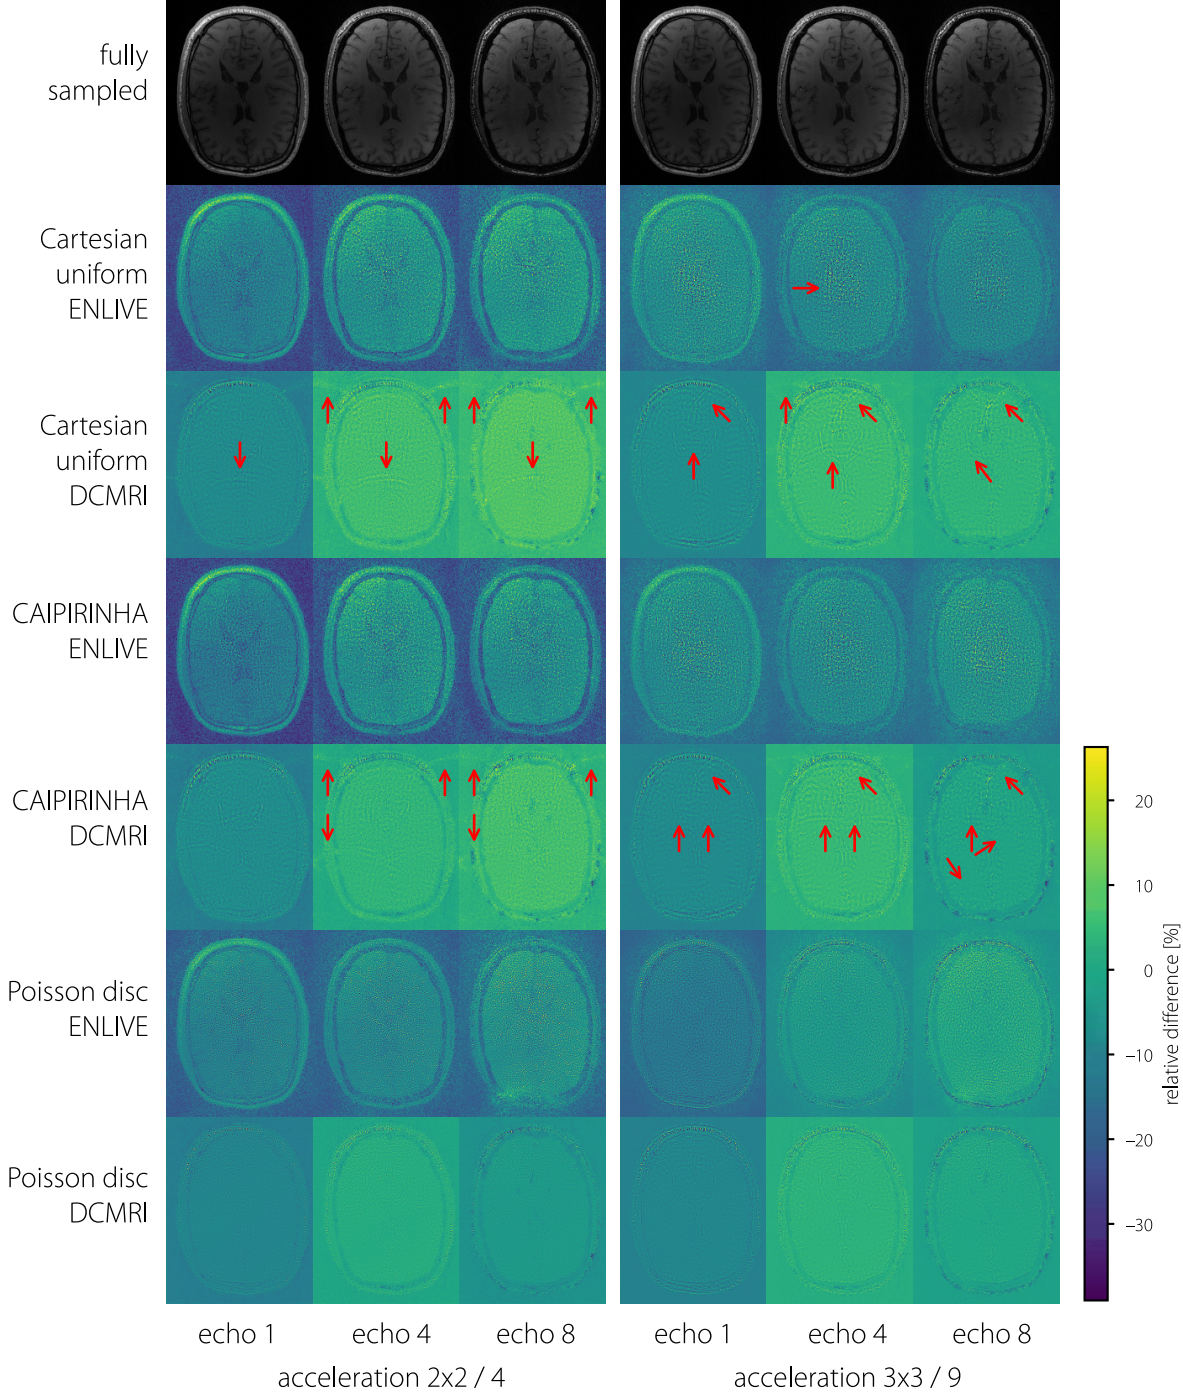 fully
sampled
Cartesian
uniform
ENLIVE
Cartesian
uniform
DCMRI
CAIPIRINHA
ENLIVE
CAIPIRINHA
DCMRI
Poisson disc
ENLIVE
Poisson disc
DCMRI
20
10
0
−10
−20
−30
relative difference [%]
echo 1 echo 4 echo 8 echo 1 echo 4 echo 8
acceleration 2x2 / 4 acceleration 3x3 / 9